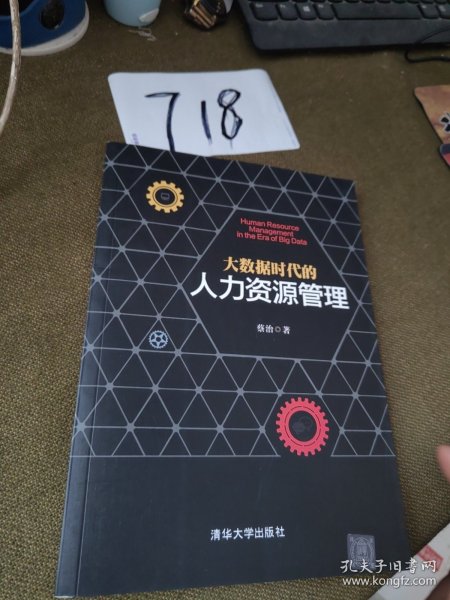 718
Human Resource
Management
in the Era of Big Data
大数据时代的
人力资源管理
蔡治◎著
清华大学出版社
孔夫子旧书网
www.kongfz.com